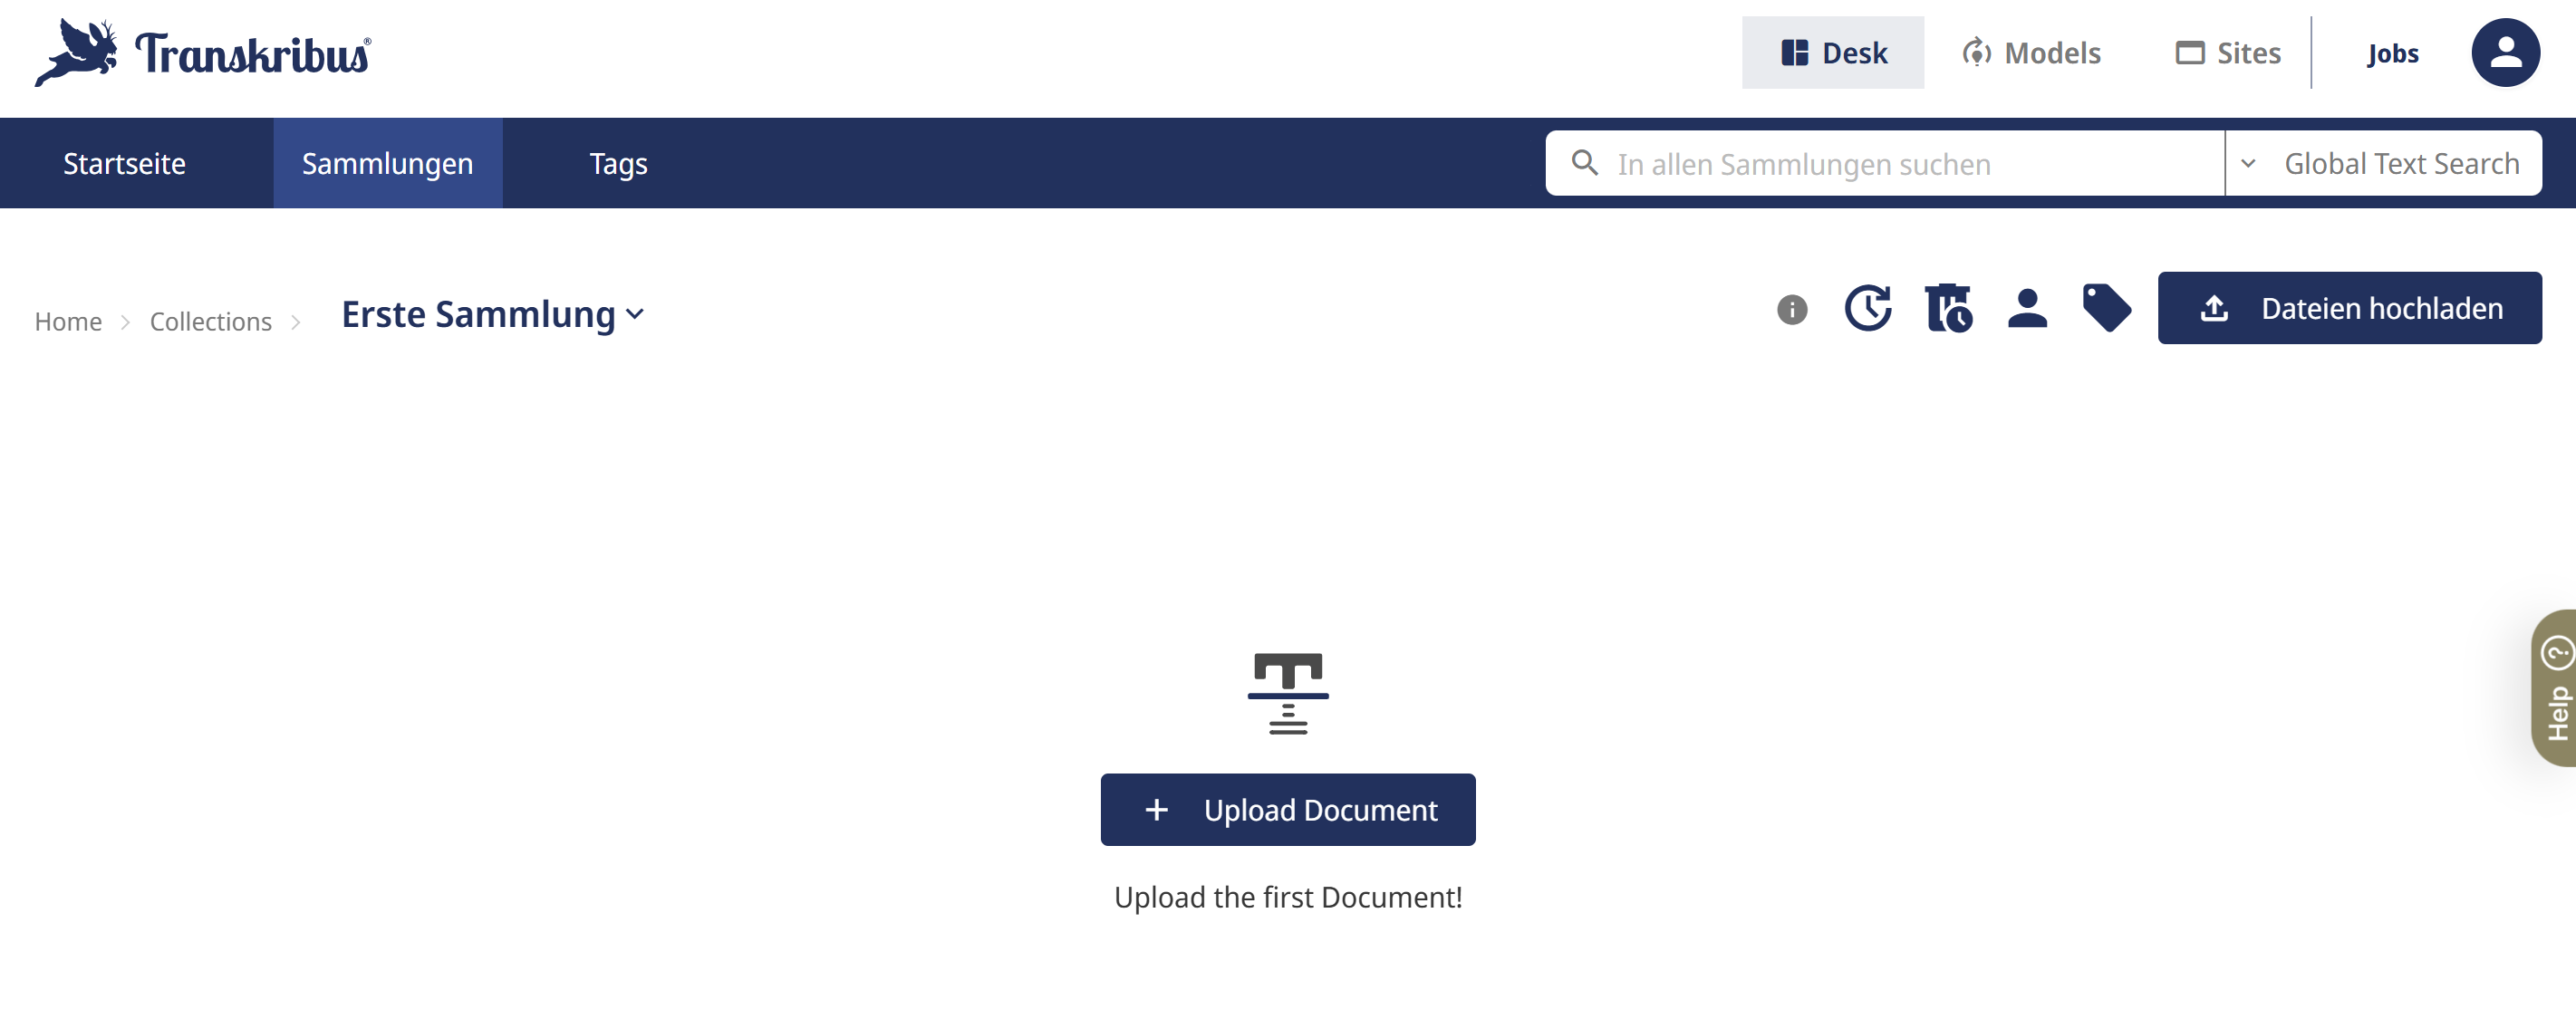 Transkribus®
Desk
Models
Sites
Jobs
Startseite
Sammlungen
Tags
In allen Sammlungen suchen
Global Text Search
Home
Collections
Erste Sammlung
Dateien hochladen
Help
Upload Document
Upload the first Document!